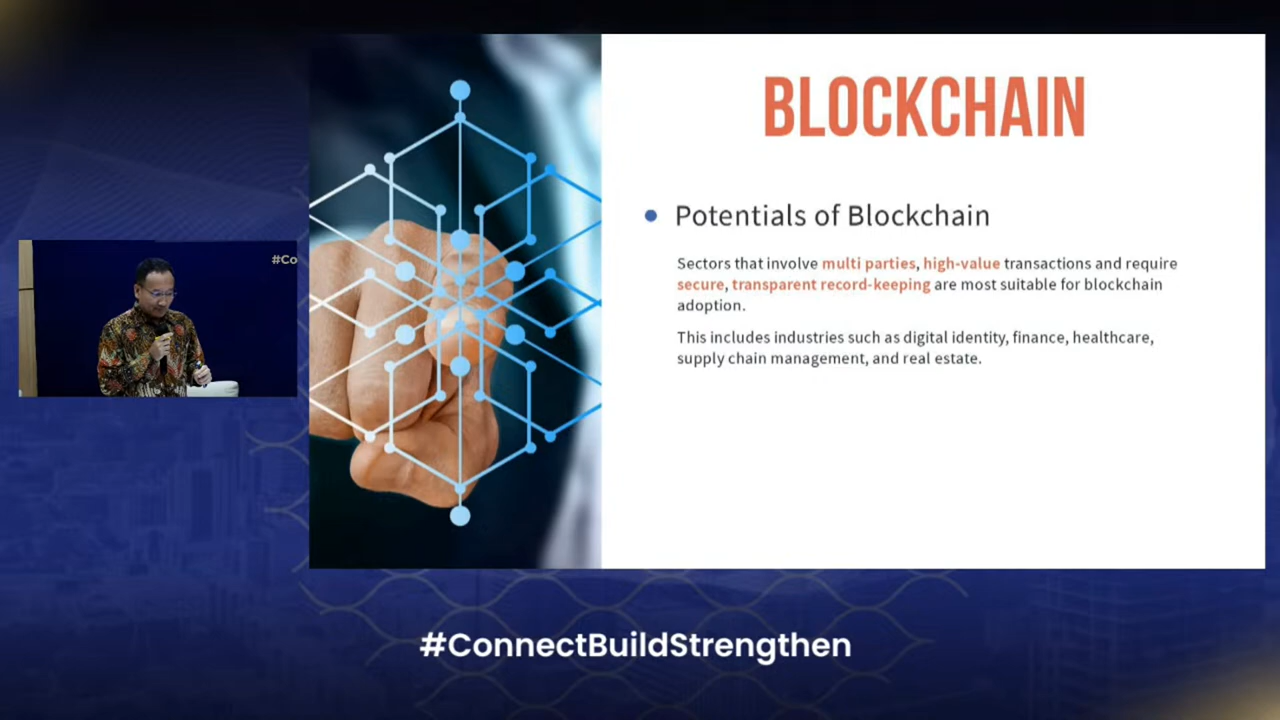 BLOCKCHAIN
Potentials of Blockchain
Sectors that involve multi parties, high-value transactions and require
secure, transparent record-keeping are most suitable for blockchain
adoption.
This includes industries such as digital identity, finance, healthcare,
supply chain management, and real estate.
#Co
#ConnectBuildStrengthen